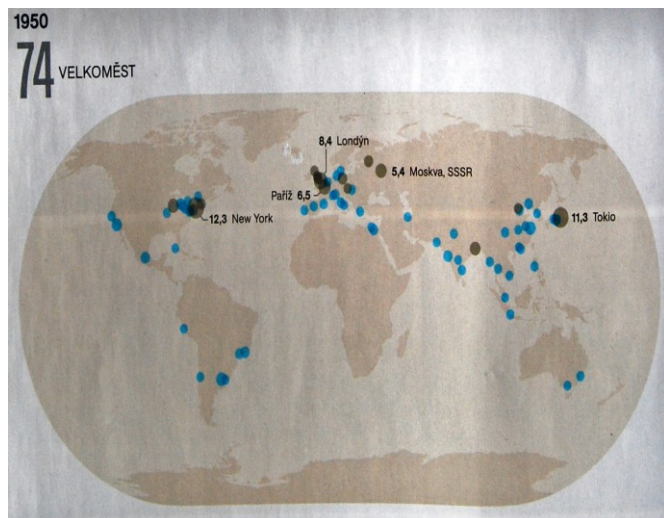 1950
74 VELKOMĚST
8,4 Londýn
5,4 Moskva, SSSR
Paříž 6,5
12,3 New York
11,3 Tokio